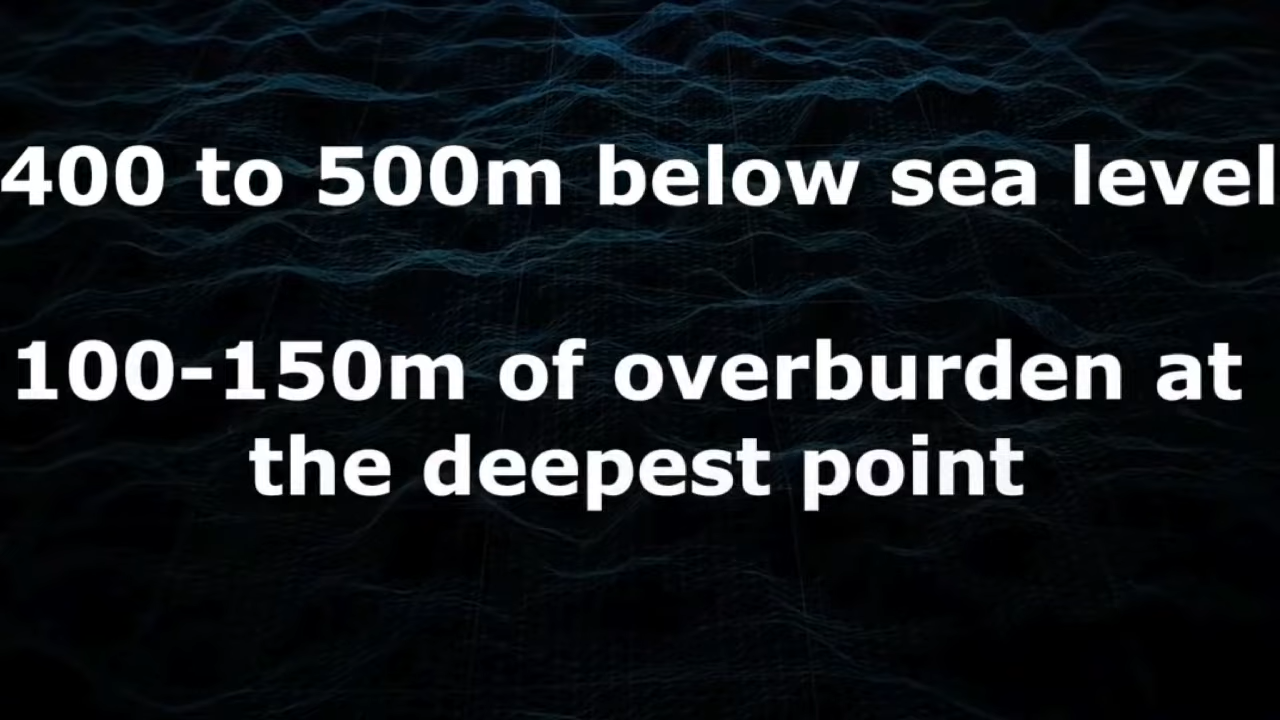 400 to 500m below sea level
100-150m of overburden at
the deepest point